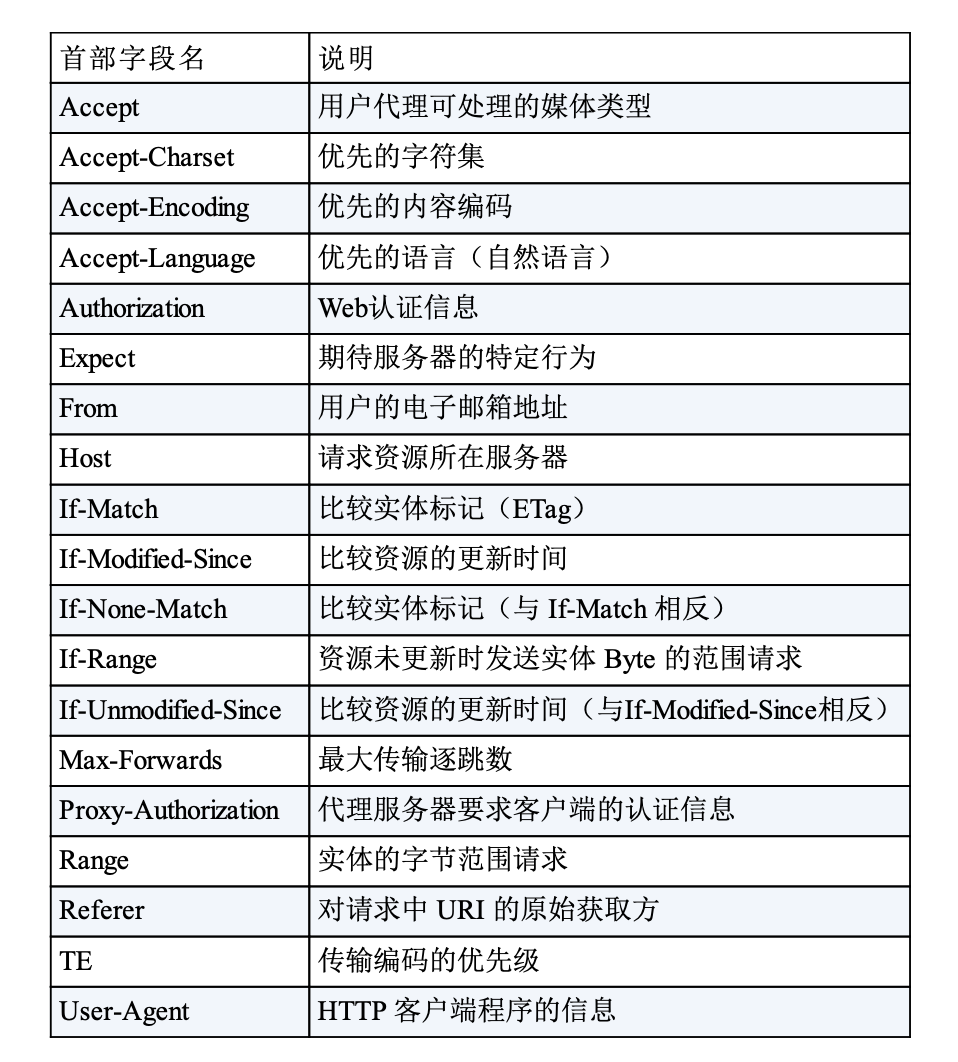 首部字段名 说明
Accept 用户代理可处理的媒体类型
Accept-Charset 优先的字符集
Accept-Encoding 优先的内容编码
Accept-Language 优先的语言（自然语言）
Authorization Web认证信息
Expect 期待服务器的特定行为
From 用户的电子邮箱地址
Host 请求资源所在服务器
If-Match 比较实体标记（ETag）
If-Modified-Since 比较资源的更新时间
If-None-Match 比较实体标记（与 If-Match 相反）
If-Range 资源未更新时发送实体 Byte 的范围请求
If-Unmodified-Since 比较资源的更新时间（与If-Modified-Since相反）
Max-Forwards 最大传输逐跳数
Proxy-Authorization 代理服务器要求客户端的认证信息
Range 实体的字节范围请求
Referer 对请求中 URI 的原始获取方
TE 传输编码的优先级
User-Agent HTTP 客户端程序的信息